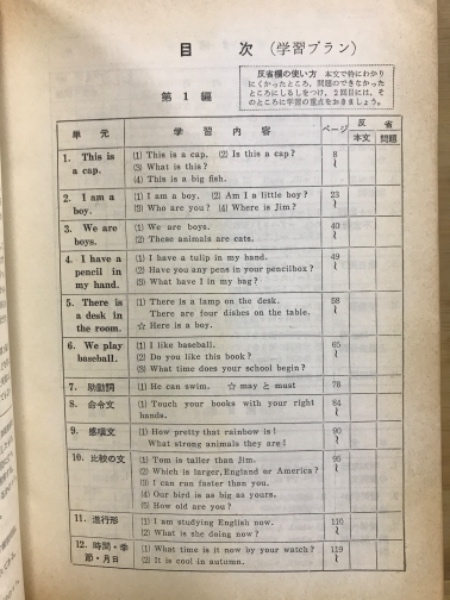 目　　次（学習プラン）
反省欄の使い方　本文で特にわかり
にくかったところ，問題のできなかった
ところにしるしをつけ，2回目には，そ
のところに学習の重点をおきましょう。
第 1 編
単　元　学　習　内　容　ページ　反　省
本文　問題
1. This is a cap.
(1) This is a cap. (2) Is this a cap?
(3) What is this?
(4) This is a big fish.
8 〜
2. I am a boy.
(1) I am a boy. (2) Am I a little boy?
(3) Who are you? (4) Where is Jim?
23 〜
3. We are boys.
(1) We are boys.
(2) These animals are cats.
40 〜
4. I have a pencil in my hand.
(1) I have a tulip in my hand.
(2) Have you any pens in your pencilbox?
(3) What have I in my bag?
49 〜
5. There is a desk in the room.
(1) There is a lamp on the desk.
There are four dishes on the table.
☆ Here is a boy.
58 〜
6. We play baseball.
(1) I like baseball.
(2) Do you like this book?
(3) What time does your school begin?
65 〜
7. 助動詞
(1) He can swim. ☆ may と must
78
8. 命令文
(1) Touch your books with your right
hands.
84 〜
9. 感嘆文
(1) How pretty that rainbow is!
What strong animals they are!
90 〜
10. 比較の文
(1) Tom is taller than Jim.
(2) Which is larger, England or America?
(3) I can run faster than you.
(4) Our bird is as big as yours.
(5) How old are you?
95 〜
11. 進行形
(1) I am studying English now.
(2) What is she doing now?
110 〜
12. 時間・季節・月日
(1) What time is it now by your watch?
(2) It is cool in autumn.
119 〜